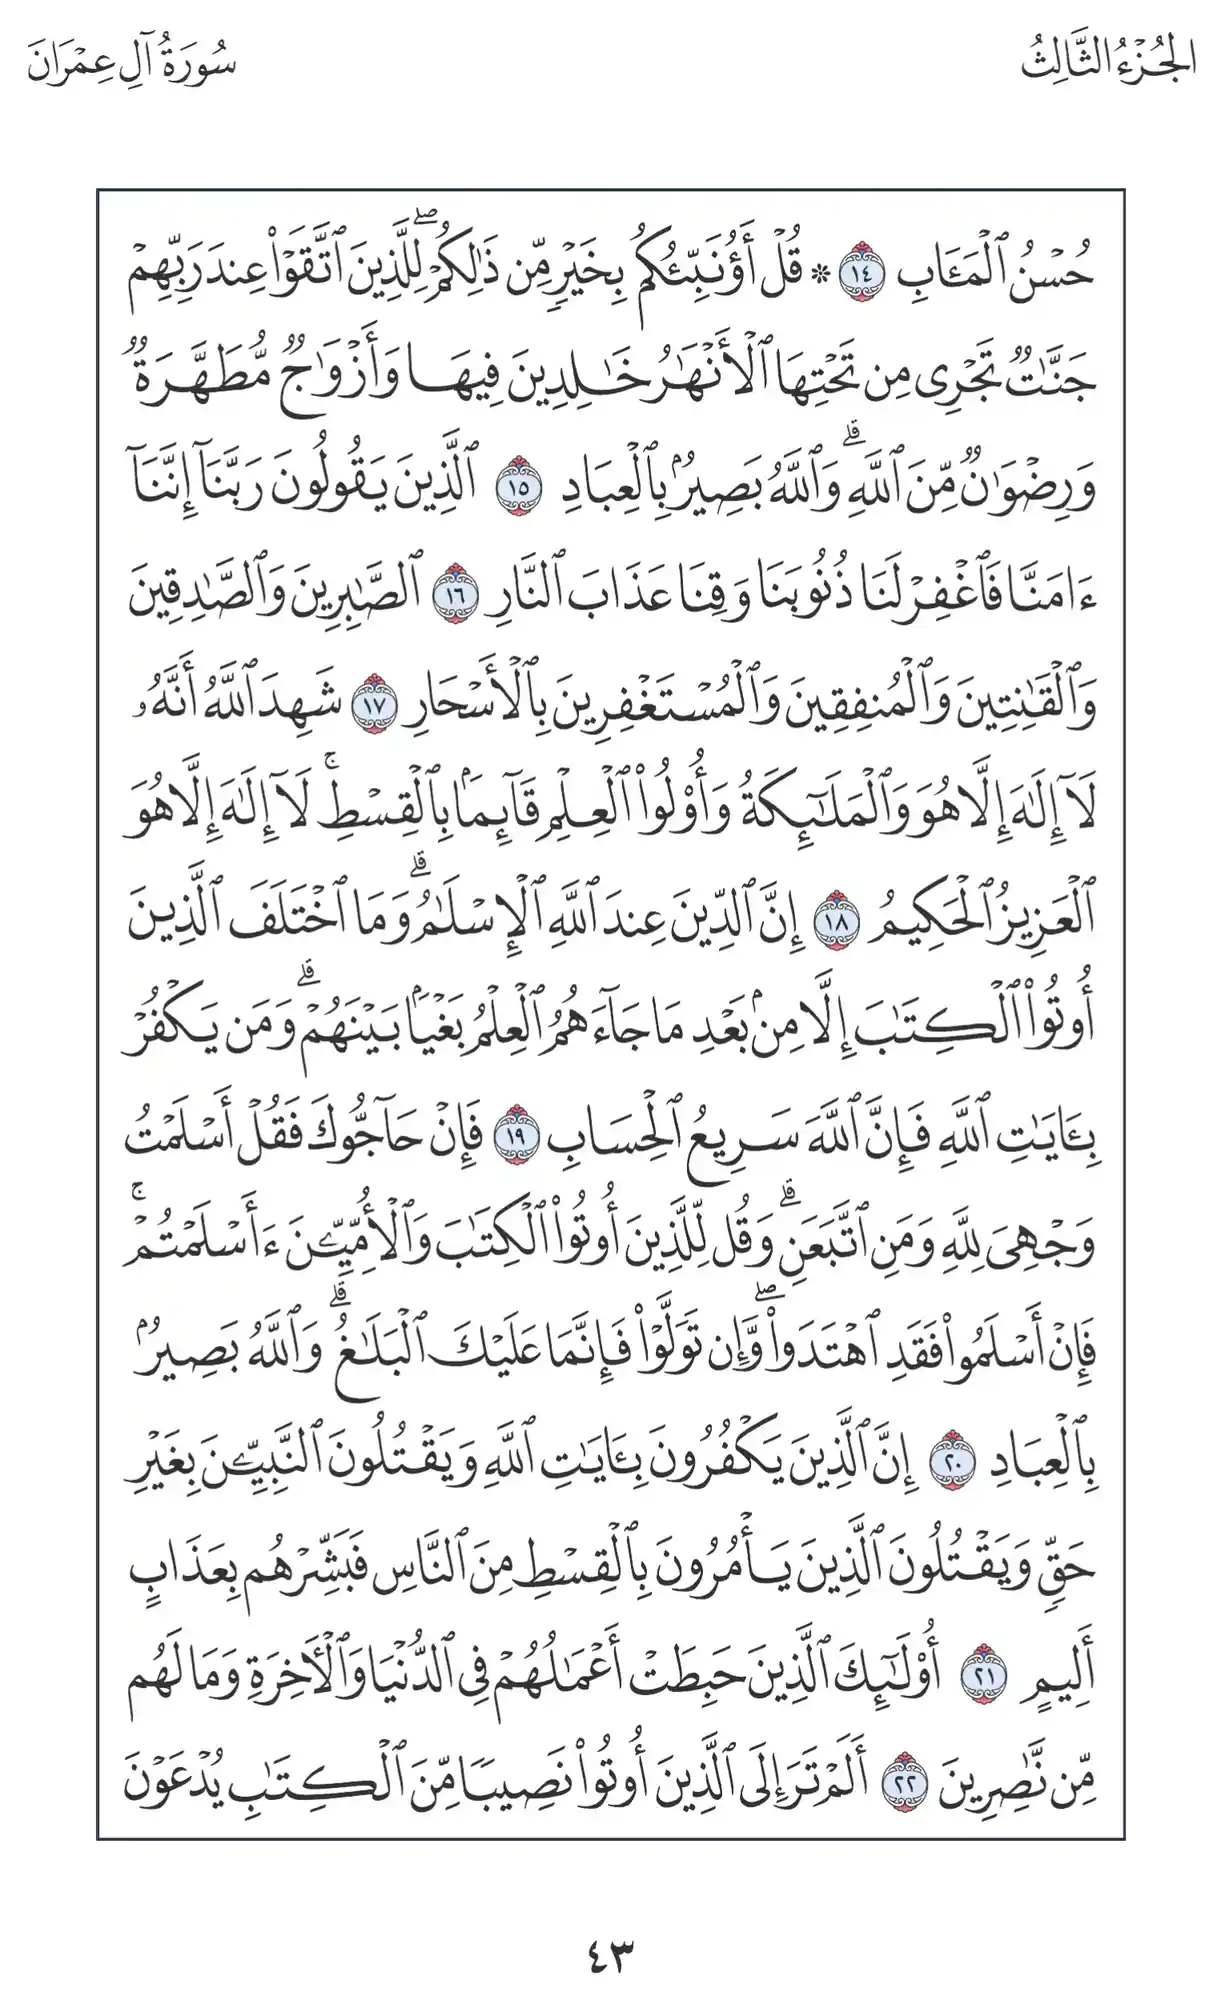 الجُزْءُ الثَّالِثُ
سُورَةُ آلِ عِمْرَانَ
حُسْنُ ٱلْمَـَٔابِ ١٤ * قُلْ أَؤُنَبِّئُكُم بِخَيْرٍ مِّن ذَٰلِكُمْ ۖ لِلَّذِينَ ٱتَّقَوْا۟ عِندَ رَبِّهِمْ
جَنَّٰتٌ تَجْرِى مِن تَحْتِهَا ٱلْأَنْهَٰرُ خَٰلِدِينَ فِيهَا وَأَزْوَٰجٌ مُّطَهَّرَةٌ
وَرِضْوَٰنٌ مِّنَ ٱللَّهِ ۗ وَٱللَّهُ بَصِيرٌۢ بِٱلْعِبَادِ ١٥ ٱلَّذِينَ يَقُولُونَ رَبَّنَآ إِنَّنَآ
ءَامَنَّا فَٱغْفِرْ لَنَا ذُنُوبَنَا وَقِنَا عَذَابَ ٱلنَّارِ ١٦ ٱلصَّٰبِرِينَ وَٱلصَّٰدِقِينَ
وَٱلْقَٰنِتِينَ وَٱلْمُنفِقِينَ وَٱلْمُسْتَغْفِرِينَ بِٱلْأَسْحَارِ ١٧ شَهِدَ ٱللَّهُ أَنَّهُۥ
لَآ إِلَٰهَ إِلَّا هُوَ وَٱلْمَلَٰٓئِكَةُ وَأُو۟لُوا۟ ٱلْعِلْمِ قَآئِمًۢا بِٱلْقِسْطِ ۚ لَآ إِلَٰهَ إِلَّا هُوَ
ٱلْعَزِيزُ ٱلْحَكِيمُ ١٨ إِنَّ ٱلدِّينَ عِندَ ٱللَّهِ ٱلْإِسْلَٰمُ ۗ وَمَا ٱخْتَلَفَ ٱلَّذِينَ
أُوتُوا۟ ٱلْكِتَٰبَ إِلَّا مِنۢ بَعْدِ مَا جَآءَهُمُ ٱلْعِلْمُ بَغْيًۢا بَيْنَهُمْ ۗ وَمَن يَكْفُرْ
بِـَٔايَٰتِ ٱللَّهِ فَإِنَّ ٱللَّهَ سَرِيعُ ٱلْحِسَابِ ١٩ فَإِنْ حَآجُّوكَ فَقُلْ أَسْلَمْتُ
وَجْهِىَ لِلَّهِ وَمَنِ ٱتَّبَعَنِ ۗ وَقُل لِّلَّذِينَ أُوتُوا۟ ٱلْكِتَٰبَ وَٱلْأُمِّيِّـۧنَ ءَأَسْلَمْتُمْ ۚ
فَإِنْ أَسْلَمُوا۟ فَقَدِ ٱهْتَدَوا۟ ۖ وَّإِن تَوَلَّوْا۟ فَإِنَّمَا عَلَيْكَ ٱلْبَلَٰغُ ۗ وَٱللَّهُ بَصِيرٌۢ
بِٱلْعِبَادِ ٢٠ إِنَّ ٱلَّذِينَ يَكْفُرُونَ بِـَٔايَٰتِ ٱللَّهِ وَيَقْتُلُونَ ٱلنَّبِيِّـۧنَ بِغَيْرِ
حَقٍّ وَيَقْتُلُونَ ٱلَّذِينَ يَأْمُرُونَ بِٱلْقِسْطِ مِنَ ٱلنَّاسِ فَبَشِّرْهُم بِعَذَابٍ
أَلِيمٍ ٢١ أُو۟لَٰٓئِكَ ٱلَّذِينَ حَبِطَتْ أَعْمَٰلُهُمْ فِى ٱلدُّنْيَا وَٱلْـَٔاخِرَةِ وَمَا لَهُم
مِّن نَّٰصِرِينَ ٢٢ أَلَمْ تَرَ إِلَى ٱلَّذِينَ أُوتُوا۟ نَصِيبًا مِّنَ ٱلْكِتَٰبِ يُدْعَوْنَ
٤٣